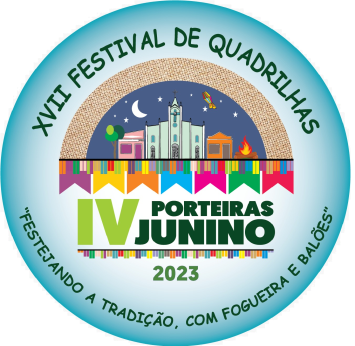 XVII FESTIVAL DE QUADRILHAS
IV PORTEIRAS
JUNINO
2023
"FESTEJANDO A TRADIÇÃO, COM FOGUEIRA E BALÕES"